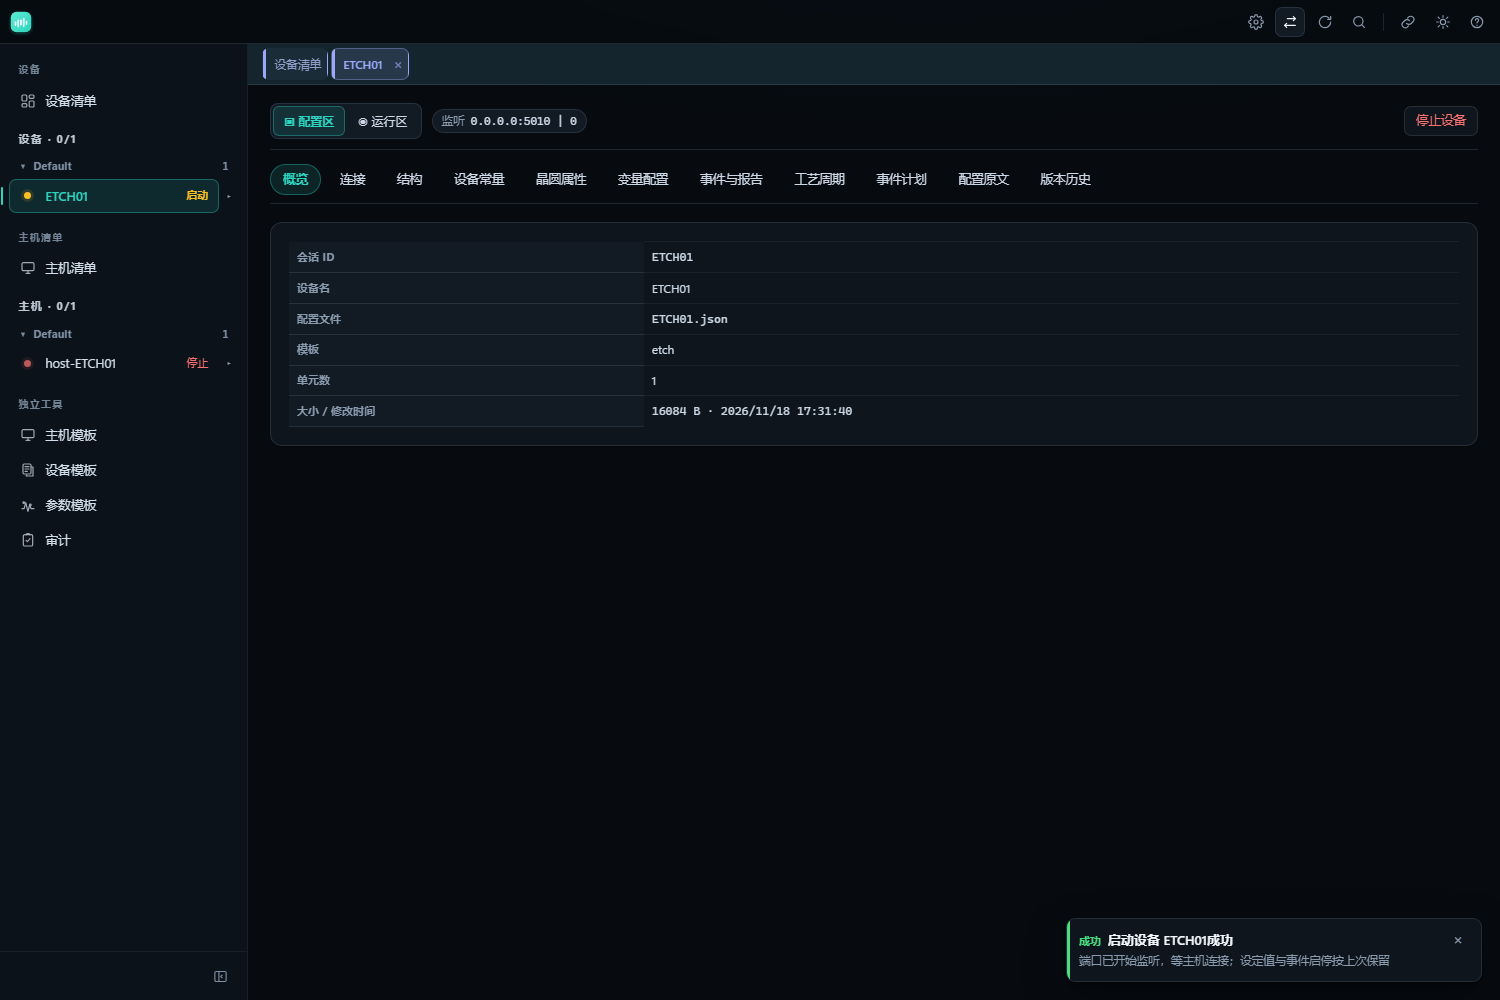 设备
设备清单
设备 · 0/1
Default 1
ETCH01 启动
主机清单
主机清单
主机 · 0/1
Default 1
host-ETCH01 停止
独立工具
主机模板
设备模板
参数模板
审计
设备清单 ETCH01 ×
配置区 运行区 监听 0.0.0.0:5010 | 0 停止设备
概览 连接 结构 设备常量 晶圆属性 变量配置 事件与报告 工艺周期 事件计划 配置原文 版本历史
会话 ID ETCH01
设备名 ETCH01
配置文件 ETCH01.json
模板 etch
单元数 1
大小 / 修改时间 16084 B · 2026/11/18 17:31:40
成功 启动设备 ETCH01成功 ×
端口已开始监听，等主机连接；设定值与事件启停按上次保留